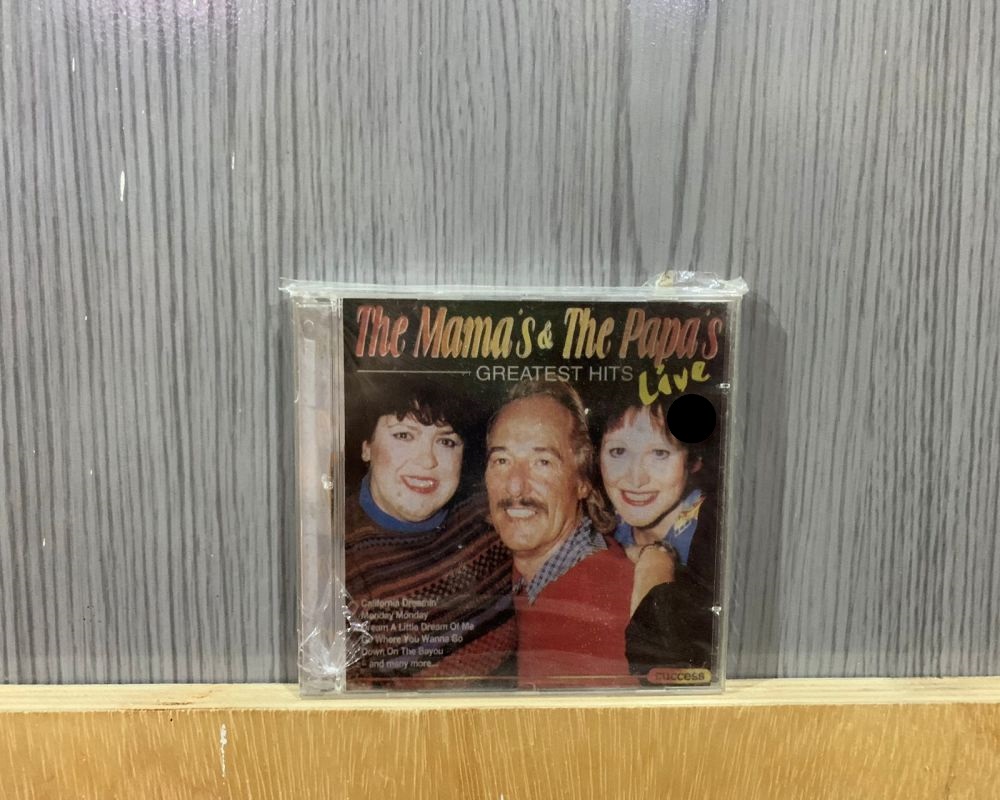 The Mama's & The Papa's
GREATEST HITS Live
California Dreamin'
Monday Monday
Dream A Little Dream Of Me
Go Where You Wanna Go
Down On The Bayou
and many more...
success